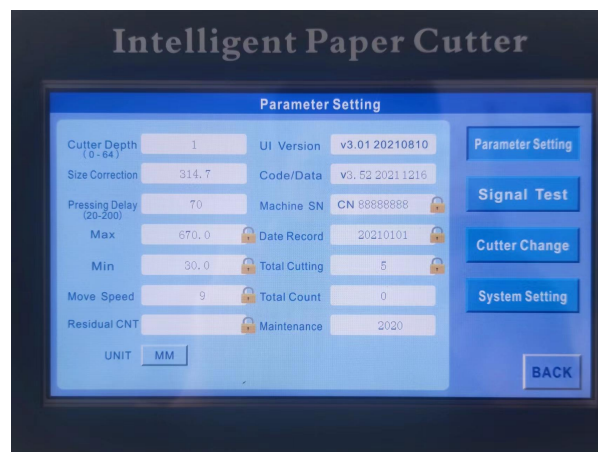 Intelligent Paper Cutter
Parameter Setting
Cutter Depth 1 UI Version v3.01 20210810 Parameter Setting
(0-64)
Size Correction 314.7 Code/Data v3.52 20211216
Pressing Delay 70 Machine SN CN 88888888 Signal Test
(20-200)
Max 670.0 Date Record 20210101 Cutter Change
Min 30.0 Total Cutting 5
Move Speed 9 Total Count 0 System Setting
Residual CNT Maintenance 2020
UNIT MM
BACK